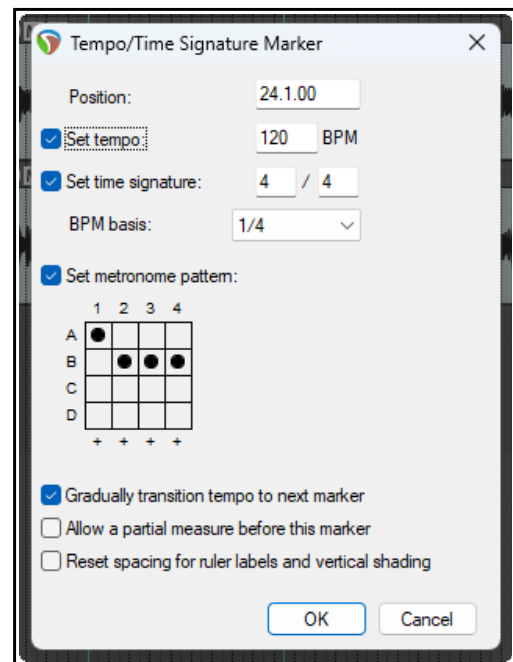 Tempo/Time Signature Marker
Position: 24.1.00
Set tempo: 120 BPM
Set time signature: 4 / 4
BPM basis: 1/4
Set metronome pattern:
1 2 3 4
A
B
C
D
+ + + +
Gradually transition tempo to next marker
Allow a partial measure before this marker
Reset spacing for ruler labels and vertical shading
OK Cancel